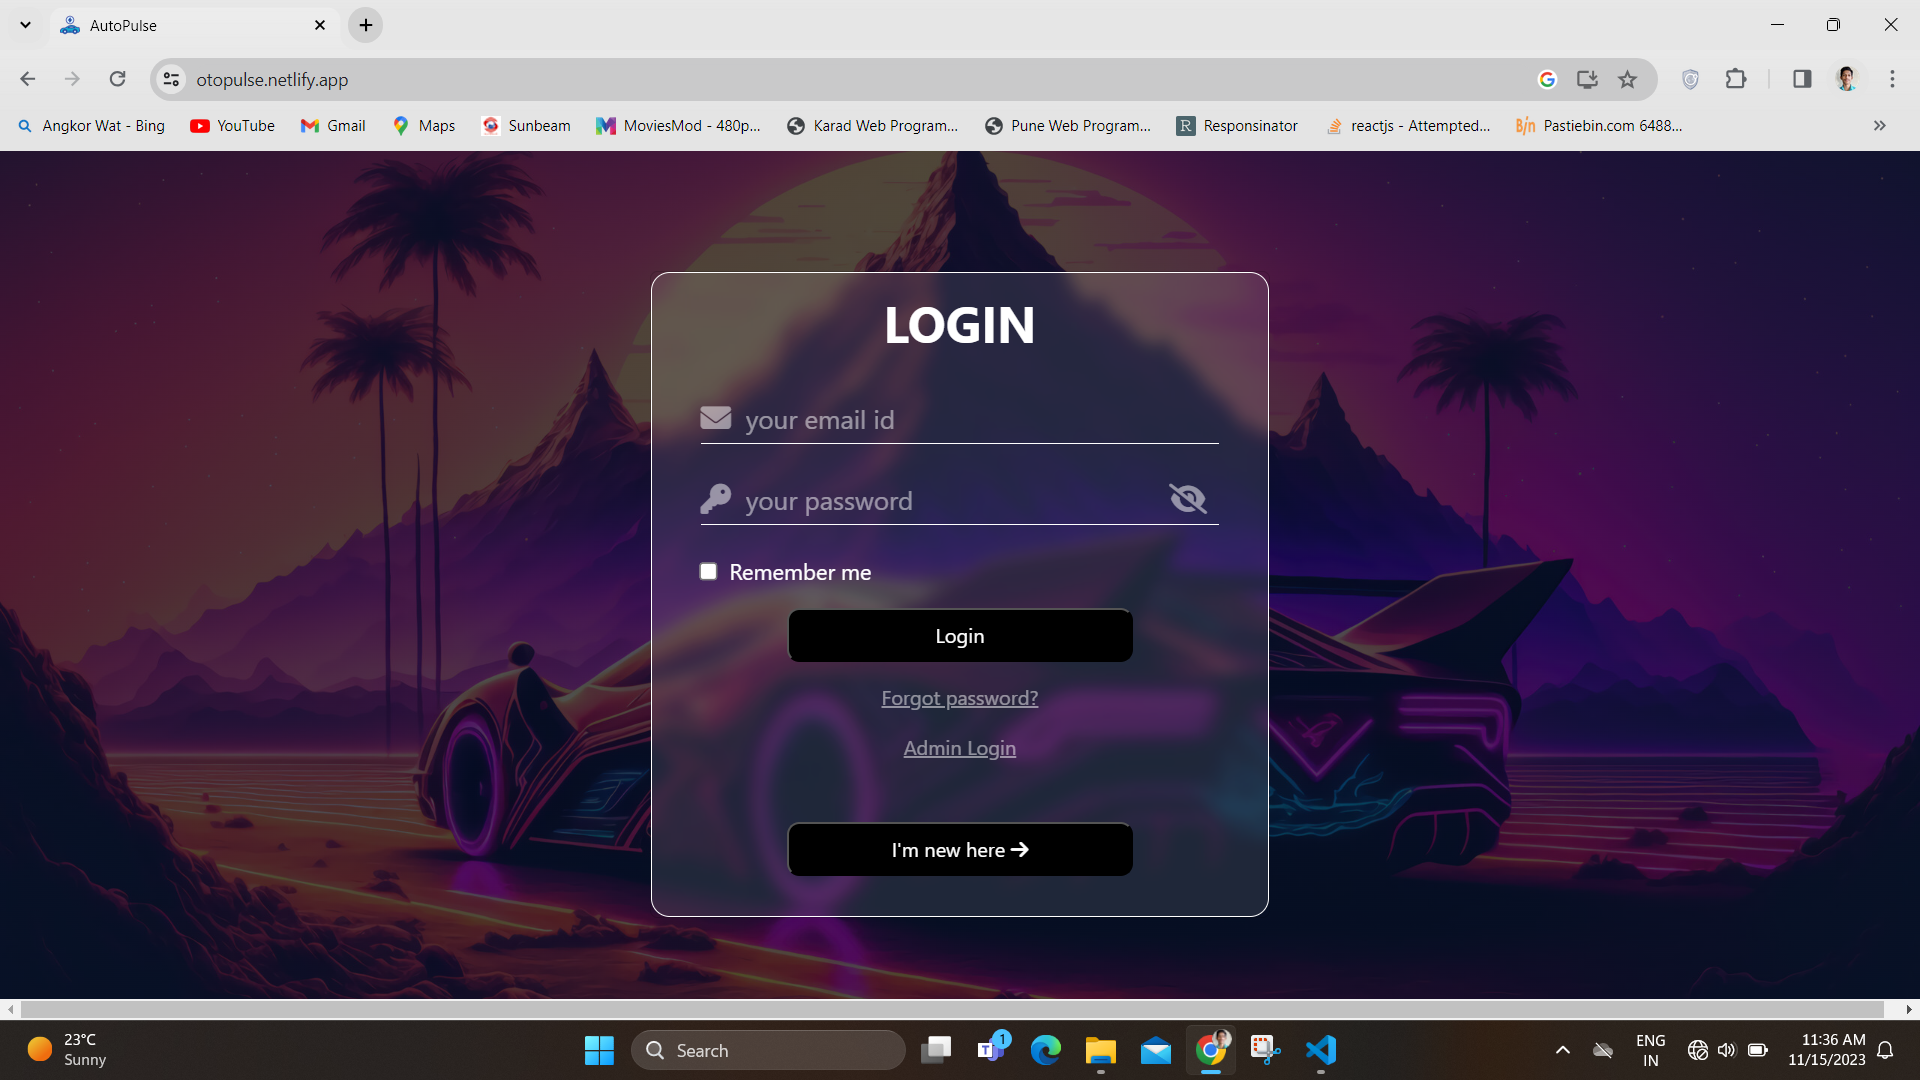 AutoPulse
otopulse.netlify.app
Angkor Wat - Bing
YouTube
Gmail
Maps
Sunbeam
MoviesMod - 480p...
Karad Web Program...
Pune Web Program...
R
Responsinator
reactjs - Attempted...
Bin
Pastiebin.com 6488...
LOGIN
your email id
your password
Remember me
Login
Forgot password?
Admin Login
I'm new here
23°C
Sunny
Search
T
1
ENG
IN
11:36 AM
11/15/2023